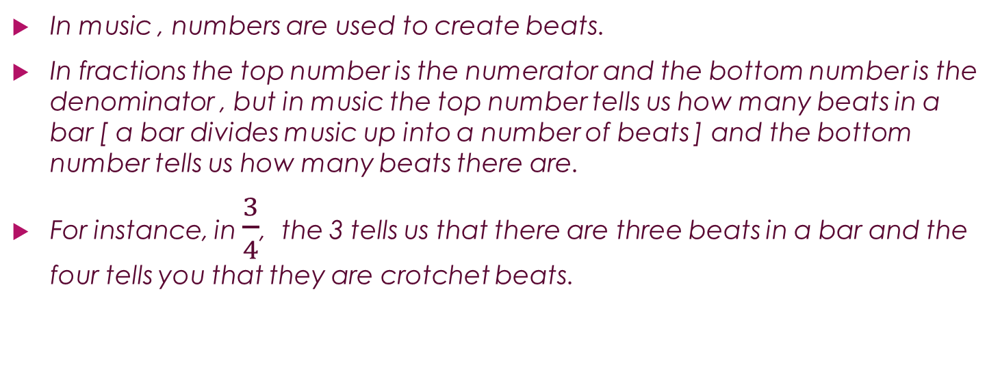 In music , numbers are used to create beats.
In fractions the top number is the numerator and the bottom number is the
denominator , but in music the top number tells us how many beats in a
bar [ a bar divides music up into a number of beats ] and the bottom
number tells us how many beats there are.
For instance, in 3/4, the 3 tells us that there are three beats in a bar and the
four tells you that they are crotchet beats.